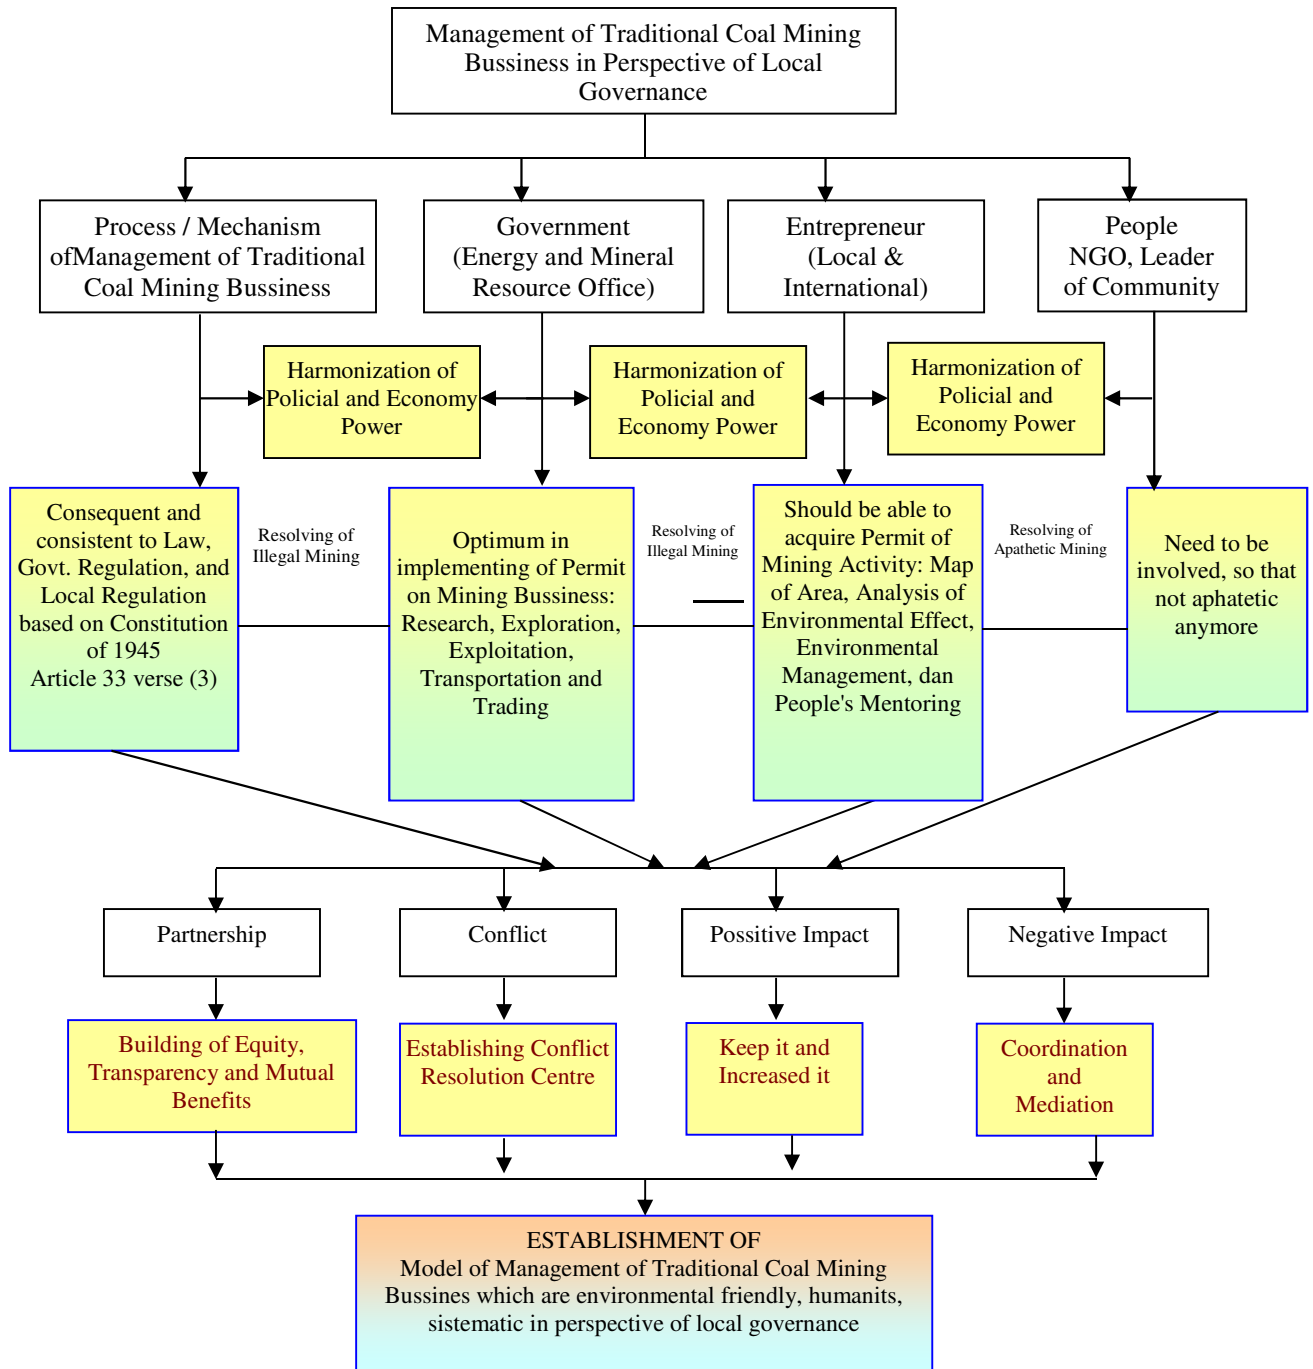 Management of Traditional Coal Mining
Bussiness in Perspective of Local
Governance
Process / Mechanism
ofManagement of Traditional
Coal Mining Bussiness
Government
(Energy and Mineral
Resource Office)
Entrepreneur
(Local &
International)
People
NGO, Leader
of Community
Harmonization of
Policial and Economy
Power
Harmonization of
Policial and
Economy Power
Harmonization of
Policial and
Economy Power
Consequent and
consistent to Law,
Govt. Regulation, and
Local Regulation
based on Constitution
of 1945
Article 33 verse (3)
Resolving of
Illegal Mining
Optimum in
implementing of Permit
on Mining Bussiness:
Research, Exploration,
Exploitation,
Transportation and
Trading
Resolving of
Illegal Mining
Should be able to
acquire Permit of
Mining Activity: Map
of Area, Analysis of
Environmental Effect,
Environmental
Management, dan
People's Mentoring
Resolving of
Apathetic Mining
Need to be
involved, so that
not aphatetic
anymore
Partnership
Conflict
Possitive Impact
Negative Impact
Building of Equity,
Transparency and Mutual
Benefits
Establishing Conflict
Resolution Centre
Keep it and
Increased it
Coordination
and
Mediation
ESTABLISHMENT OF
Model of Management of Traditional Coal Mining
Bussines which are environmental friendly, humanits,
sistematic in perspective of local governance